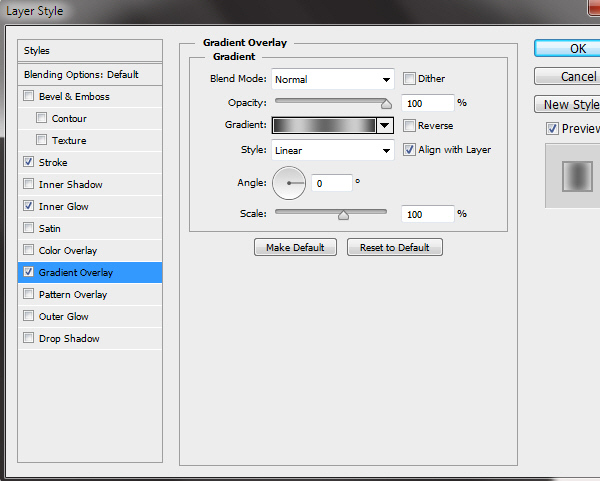 Layer Style
Styles
Blending Options: Default
Bevel & Emboss
Contour
Texture
Stroke
Inner Shadow
Inner Glow
Satin
Color Overlay
Gradient Overlay
Pattern Overlay
Outer Glow
Drop Shadow
Gradient Overlay
Gradient
Blend Mode: Normal Dither
Opacity: 100 %
Gradient: Reverse
Style: Linear Align with Layer
Angle: 0 °
Scale: 100 %
Make Default Reset to Default
OK
Cancel
New Style
Preview